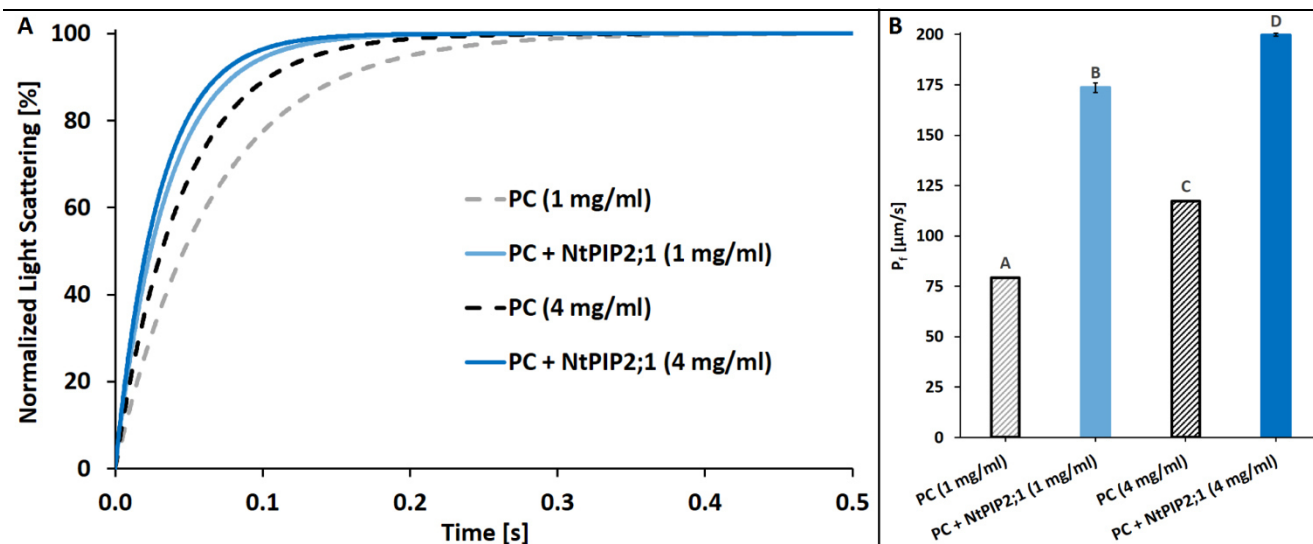 A
Normalized Light Scattering [%]
100
80
60
40
20
0
0.0
0.1
0.2
0.3
0.4
0.5
Time [s]
PC (1 mg/ml)
PC + NtPIP2;1 (1 mg/ml)
PC (4 mg/ml)
PC + NtPIP2;1 (4 mg/ml)
B
Pf [µm/s]
200
175
150
125
100
75
50
25
0
A
B
C
D
PC (1 mg/ml)
PC + NtPIP2;1 (1 mg/ml)
PC (4 mg/ml)
PC + NtPIP2;1 (4 mg/ml)